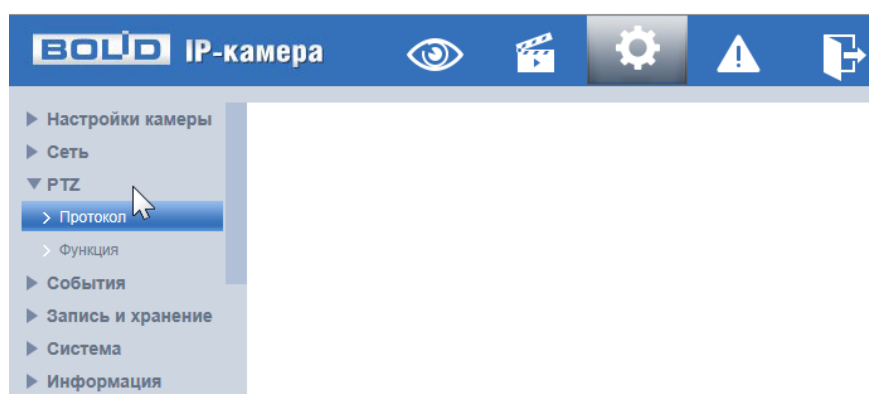 BOLID IP-камера
Настройки камеры
Сеть
PTZ
Протокол
Функция
События
Запись и хранение
Система
Информация